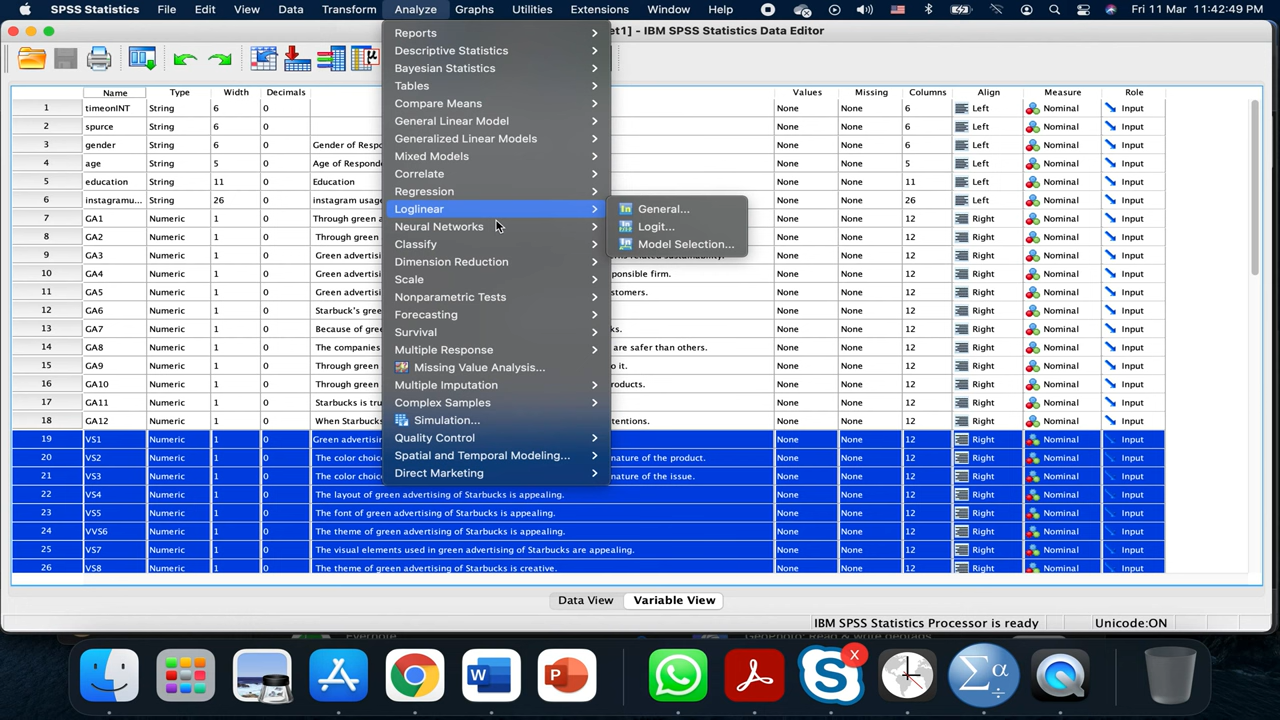 SPSS Statistics File Edit View Data Transform Analyze Graphs Utilities Extensions Window Help Fri 11 Mar 11:42:49 PM
et1] - IBM SPSS Statistics Data Editor
Reports
Descriptive Statistics
Bayesian Statistics
Tables
Compare Means
General Linear Model
Generalized Linear Models
Mixed Models
Correlate
Regression
Loglinear
Neural Networks
Classify
Dimension Reduction
Scale
Nonparametric Tests
Forecasting
Survival
Multiple Response
Missing Value Analysis...
Multiple Imputation
Complex Samples
Simulation...
Quality Control
Spatial and Temporal Modeling...
Direct Marketing
General...
Logit...
Model Selection...
Name Type Width Decimals Values Missing Columns Align Measure Role
1 timeonINT String 6 0 None None 6 Left Nominal Input
2 spurce String 6 0 None None 6 Left Nominal Input
3 gender String 6 0 Gender of Respo None None 6 Left Nominal Input
4 age String 5 0 Age of Responde None None 5 Left Nominal Input
5 education String 11 0 Education None None 11 Left Nominal Input
6 instagramu... String 26 0 instagram usage None None 26 Left Nominal Input
7 GA1 Numeric 1 0 Through green a None None 12 Right Nominal Input
8 GA2 Numeric 1 0 Through green a None None 12 Right Nominal Input
9 GA3 Numeric 1 0 Green advertisi None None 12 Right Nominal Input
10 GA4 Numeric 1 0 Through green a ponsible firm. None None 12 Right Nominal Input
11 GA5 Numeric 1 0 Green advertisi stomers. None None 12 Right Nominal Input
12 GA6 Numeric 1 0 Starbuck's gree None None 12 Right Nominal Input
13 GA7 Numeric 1 0 Because of gree ks. None None 12 Right Nominal Input
14 GA8 Numeric 1 0 The companies are safer than others. None None 12 Right Nominal Input
15 GA9 Numeric 1 0 Through green a o it. None None 12 Right Nominal Input
16 GA10 Numeric 1 0 Through green a roducts. None None 12 Right Nominal Input
17 GA11 Numeric 1 0 Starbucks is tru None None 12 Right Nominal Input
18 GA12 Numeric 1 0 When Starbucks tentions. None None 12 Right Nominal Input
19 VS1 Numeric 1 0 Green advertisin None None 12 Right Nominal Input
20 VS2 Numeric 1 0 The color choic nature of the product. None None 12 Right Nominal Input
21 VS3 Numeric 1 0 The color choic nature of the issue. None None 12 Right Nominal Input
22 VS4 Numeric 1 0 The layout of green advertising of Starbucks is appealing. None None 12 Right Nominal Input
23 VS5 Numeric 1 0 The font of green advertising of Starbucks is appealing. None None 12 Right Nominal Input
24 VVS6 Numeric 1 0 The theme of green advertising of Starbucks is appealing. None None 12 Right Nominal Input
25 VS7 Numeric 1 0 The visual elements used in green advertising of Starbucks are appealing. None None 12 Right Nominal Input
26 VS8 Numeric 1 0 The theme of green advertising of Starbucks is creative. None None 12 Right Nominal Input
Data View Variable View
IBM SPSS Statistics Processor is ready Unicode:ON